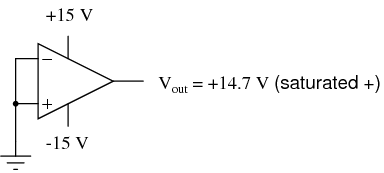 +15 V
−
+
V_out = +14.7 V (saturated +)
-15 V